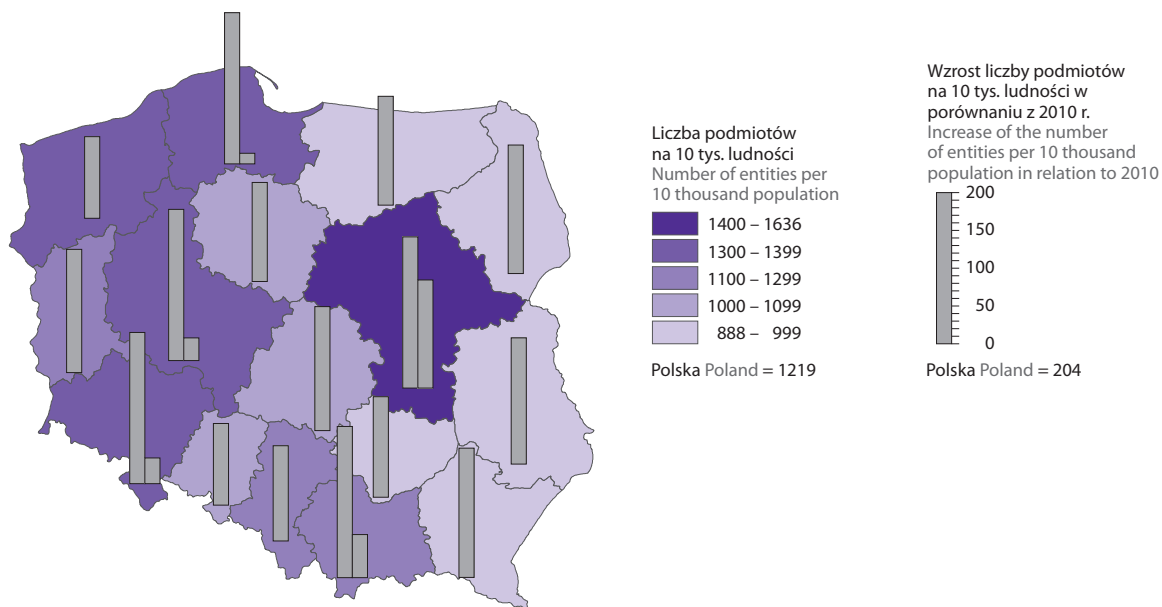 Liczba podmiotów
na 10 tys. ludności
Number of entities per
10 thousand population
1400 – 1636
1300 – 1399
1100 – 1299
1000 – 1099
888 – 999
Polska Poland = 1219
Wzrost liczby podmiotów
na 10 tys. ludności w
porównaniu z 2010 r.
Increase of the number
of entities per 10 thousand
population in relation to 2010
200
150
100
50
0
Polska Poland = 204